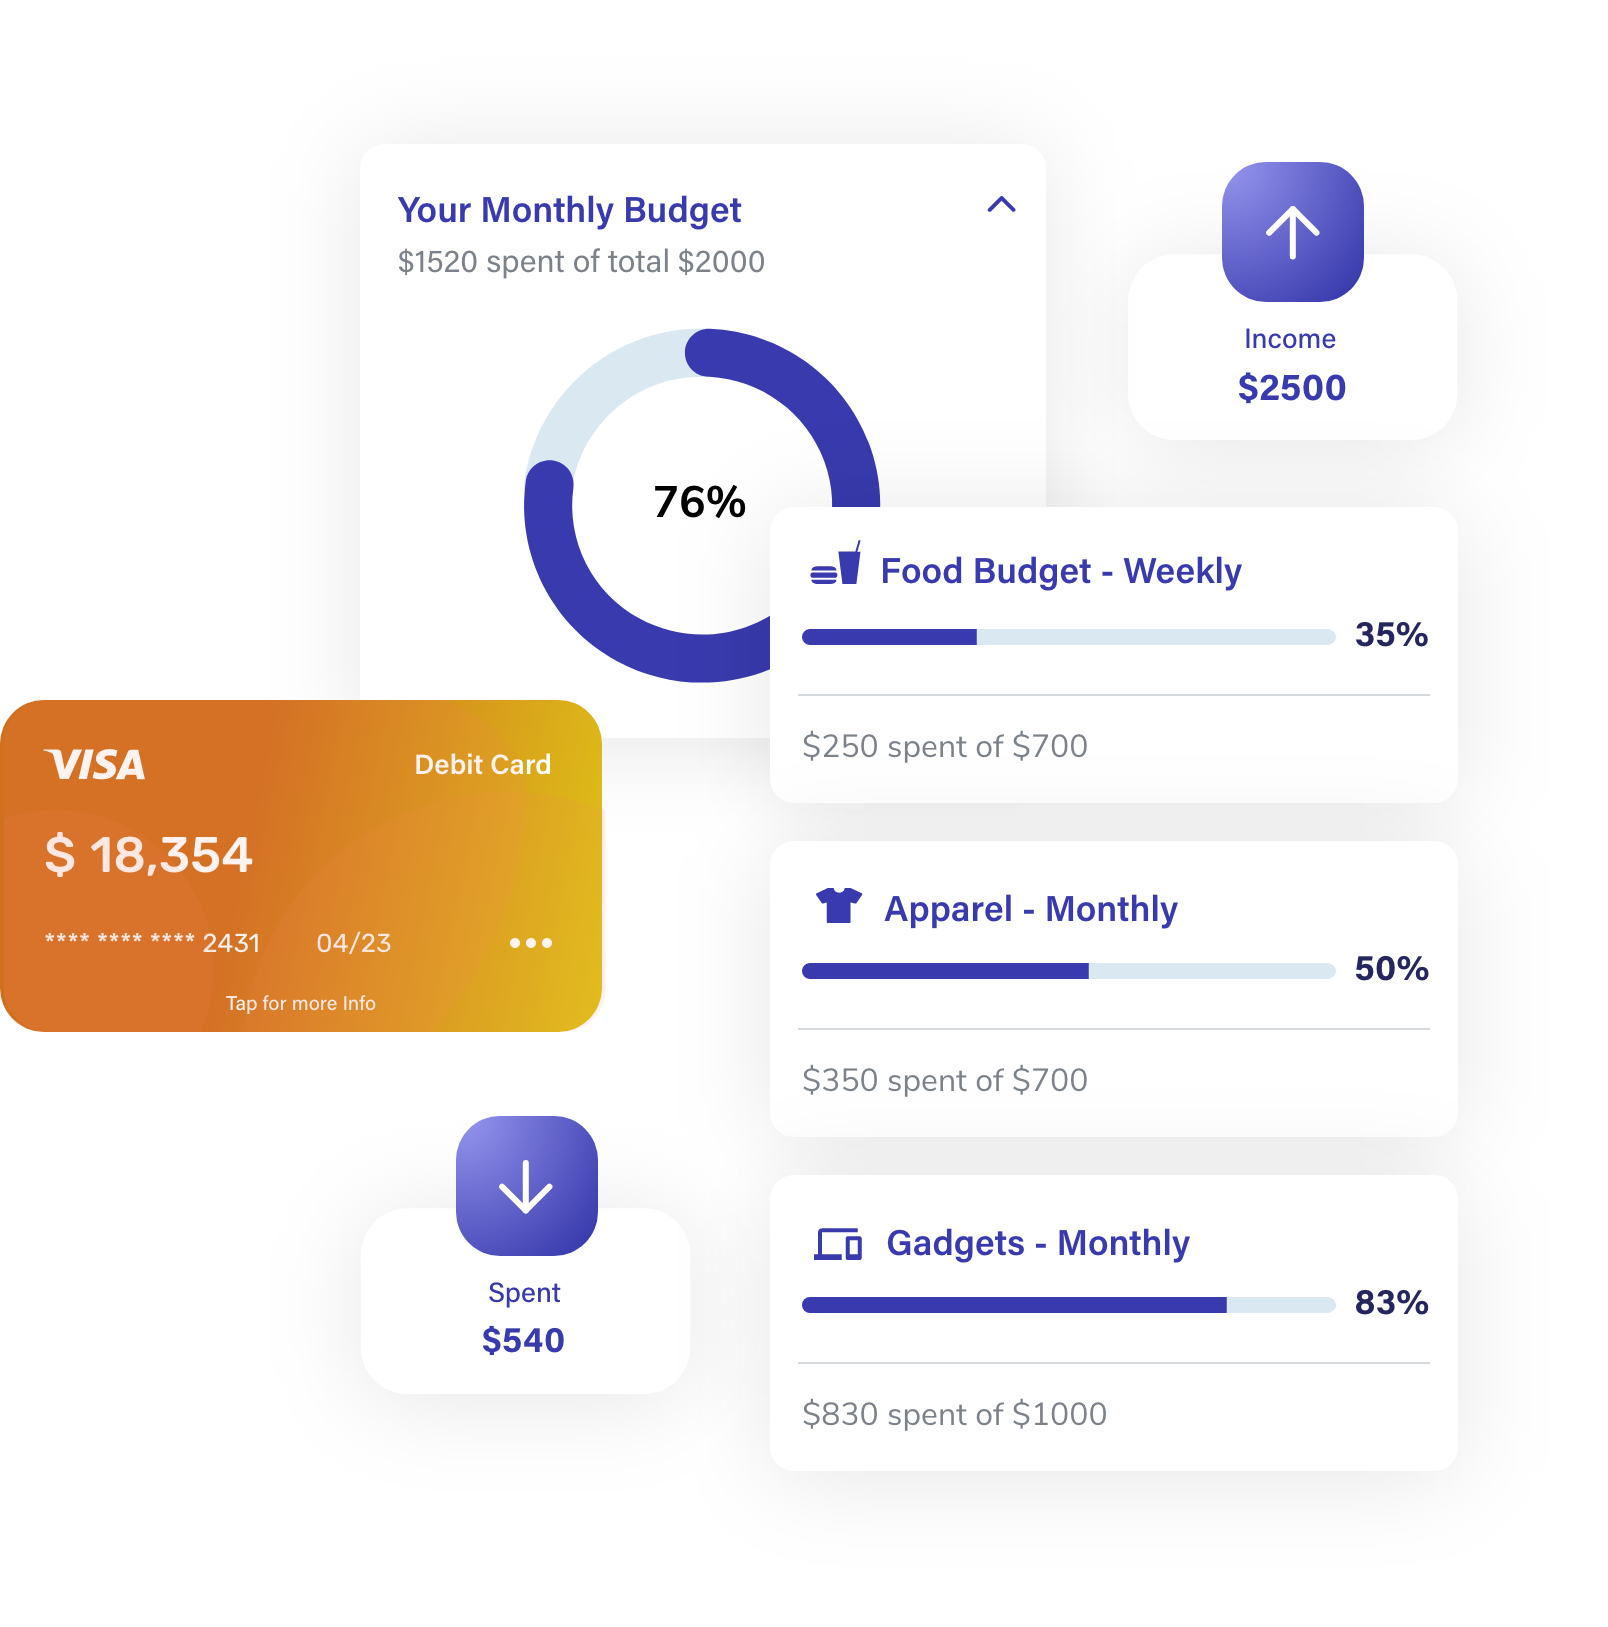 Your Monthly Budget
$1520 spent of total $2000
76%
Income
$2500
Food Budget - Weekly
35%
$250 spent of $700
VISA
Debit Card
$ 18,354
**** **** **** 2431 04/23
Tap for more Info
Apparel - Monthly
50%
$350 spent of $700
Spent
$540
Gadgets - Monthly
83%
$830 spent of $1000